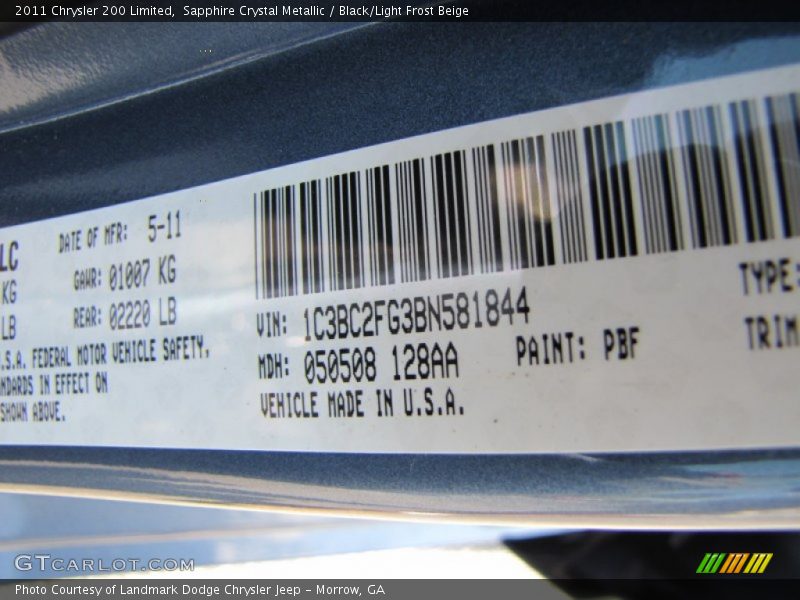 2011 Chrysler 200 Limited, Sapphire Crystal Metallic / Black/Light Frost Beige
LC
DATE OF MFR: 5-11
KG
GAWR: 01007 KG
LB
REAR: 02220 LB
.S.A. FEDERAL MOTOR VEHICLE SAFETY,
NDARDS IN EFFECT ON
SHOWN ABOVE.
VIN: 1C3BC2FG3BN581844
MDH: 050508 128AA
PAINT: PBF
VEHICLE MADE IN U.S.A.
TYPE:
TRIM
GTCARLOT.COM
Photo Courtesy of Landmark Dodge Chrysler Jeep - Morrow, GA